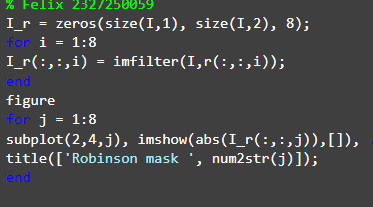 % Felix 2327250059
I_r = zeros(size(I,1), size(I,2), 8);
for i = 1:8
I_r(:,:,i) = imfilter(I,r(:,:,i));
end
figure
for j = 1:8
subplot(2,4,j), imshow(abs(I_r(:,:,j)),[]),
title(['Robinson mask ', num2str(j)]);
end